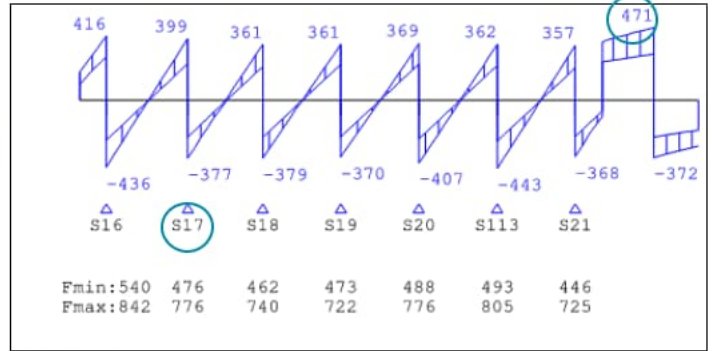 416 399 361 361 369 362 357 471
-436 -377 -379 -370 -407 -443 -368 -372
S16 S17 S18 S19 S20 S113 S21
Fmin:540 476 462 473 488 493 446
Fmax:842 776 740 722 776 805 725